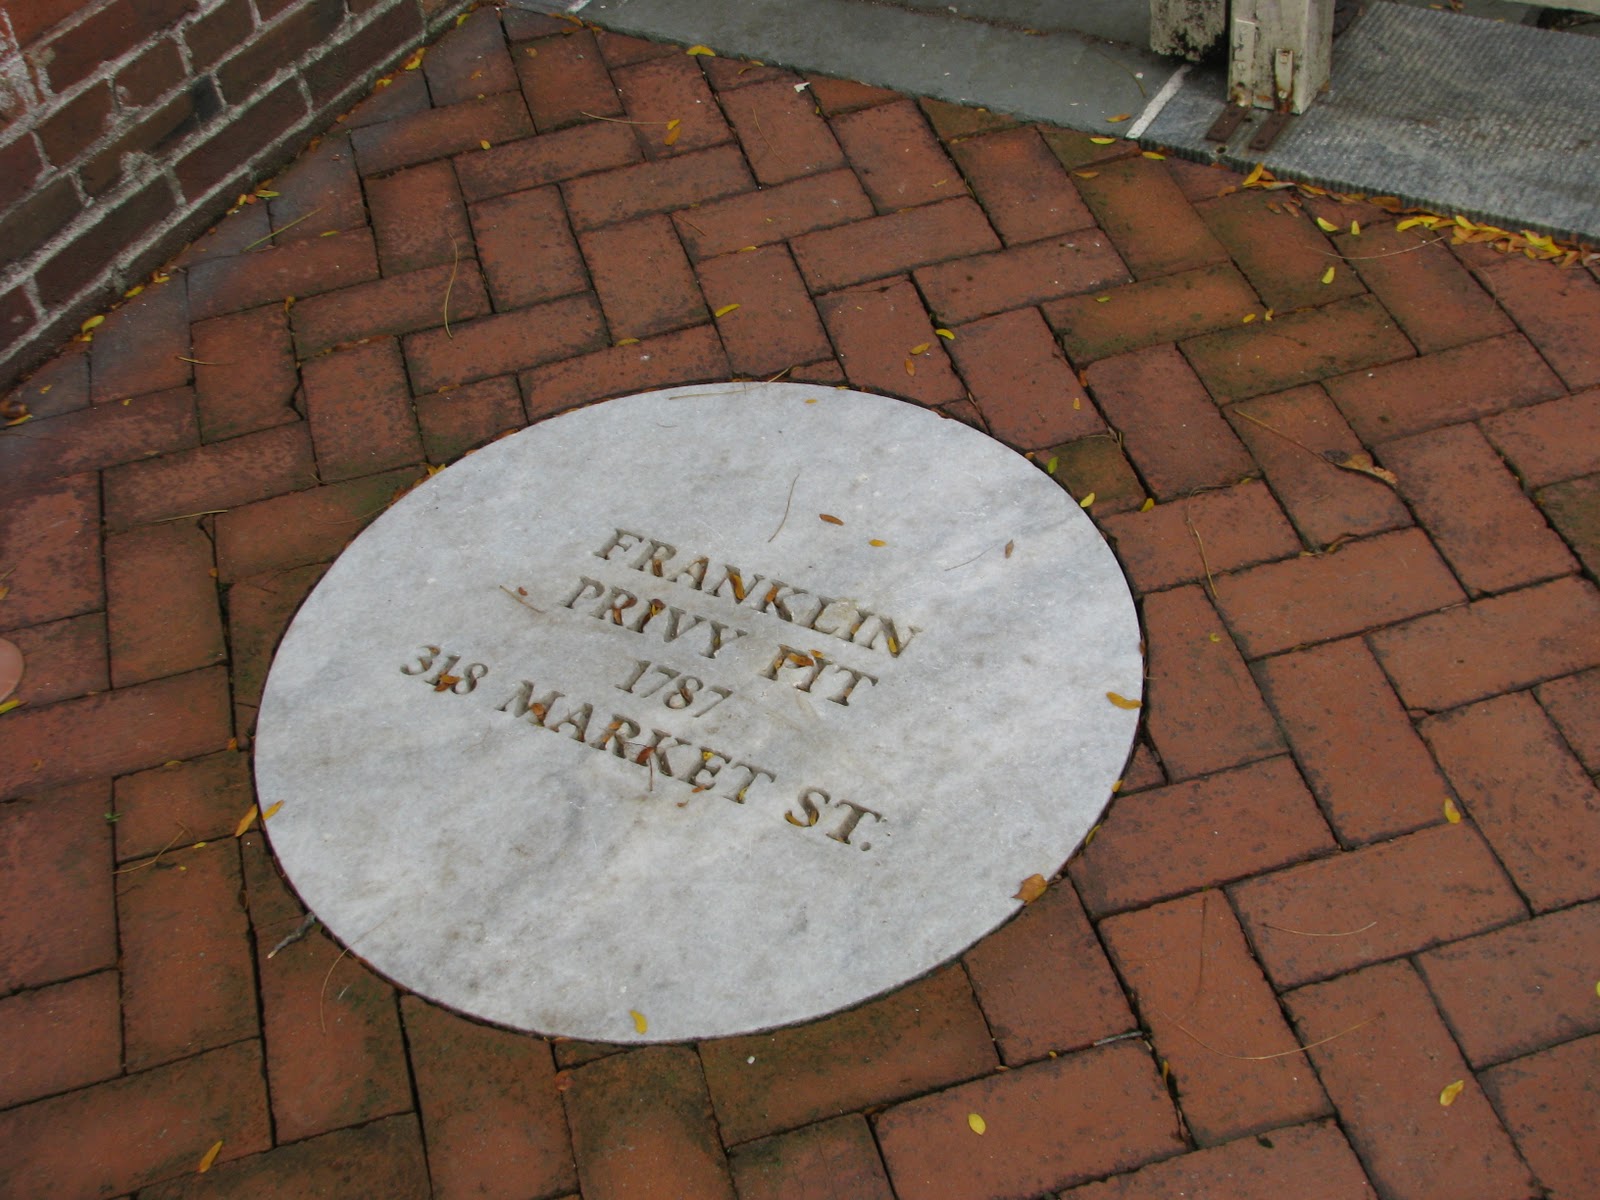 FRANKLIN
PRIVY PIT
1787
318 MARKET ST.